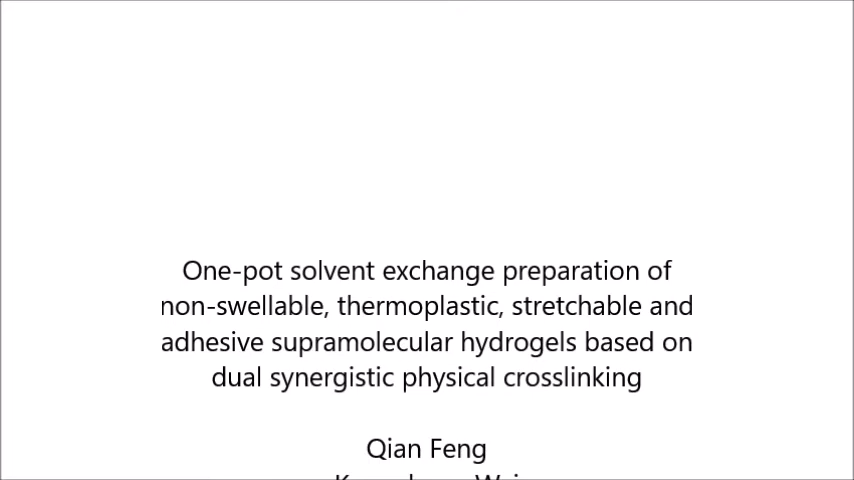 One-pot solvent exchange preparation of
non-swellable, thermoplastic, stretchable and
adhesive supramolecular hydrogels based on
dual synergistic physical crosslinking
Qian Feng